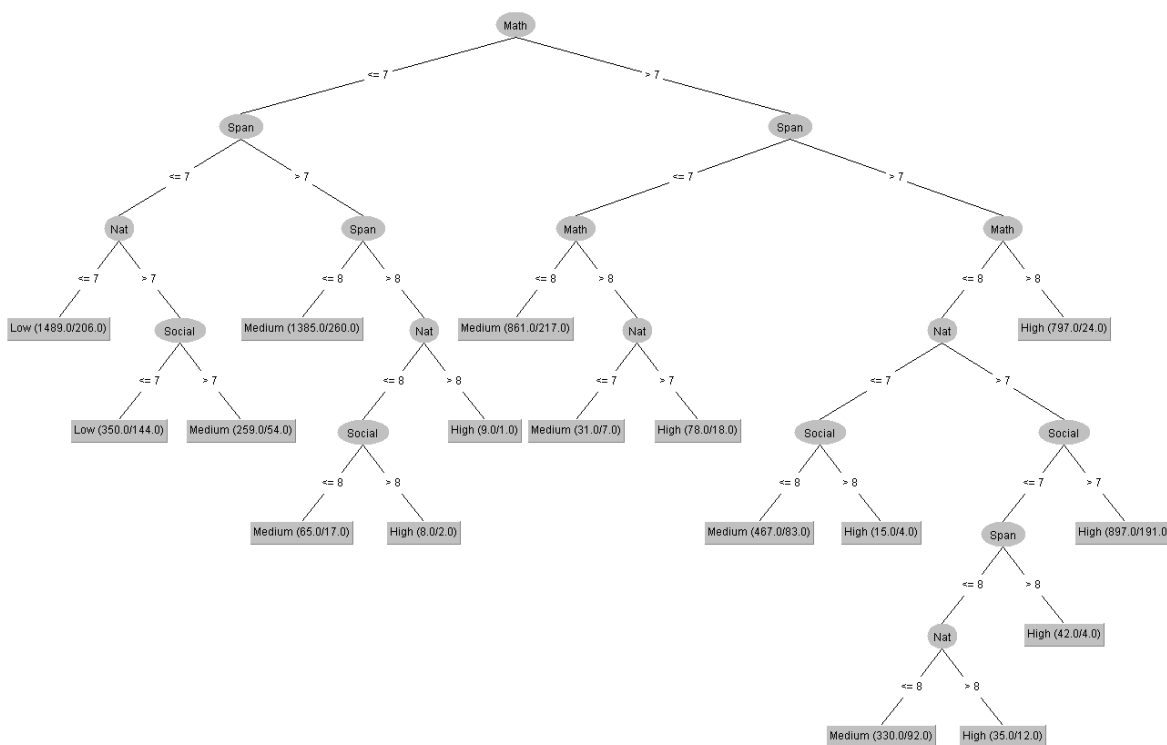 Math
<= 7
> 7
Span
Span
<= 7
> 7
<= 7
> 7
Nat
Span
Math
Math
<= 7
> 7
<= 8
> 8
<= 8
> 8
<= 8
> 8
Low (1489.0/206.0)
Social
Medium (1385.0/260.0)
Nat
Medium (861.0/217.0)
Nat
Nat
High (797.0/24.0)
<= 7
> 7
<= 8
> 8
<= 7
> 7
<= 7
> 7
Low (350.0/144.0)
Medium (259.0/54.0)
Social
High (9.0/1.0)
Medium (31.0/7.0)
High (78.0/18.0)
Social
Social
<= 8
> 8
<= 8
> 8
<= 7
> 7
Medium (65.0/17.0)
High (8.0/2.0)
Medium (467.0/83.0)
High (15.0/4.0)
Span
High (897.0/191.0
<= 8
> 8
Nat
High (42.0/4.0)
<= 8
> 8
Medium (330.0/92.0)
High (35.0/12.0)